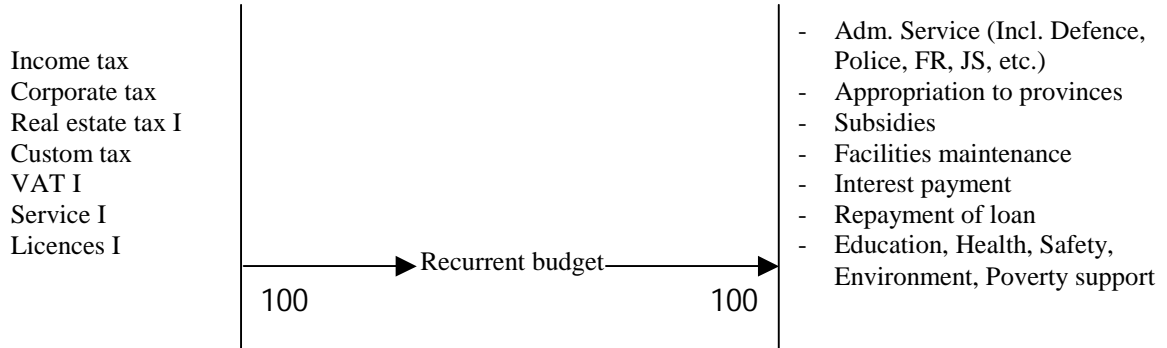 Income tax
Corporate tax
Real estate tax I
Custom tax
VAT I
Service I
Licences I
Recurrent budget
100
100
- Adm. Service (Incl. Defence,
Police, FR, JS, etc.)
- Appropriation to provinces
- Subsidies
- Facilities maintenance
- Interest payment
- Repayment of loan
- Education, Health, Safety,
Environment, Poverty support